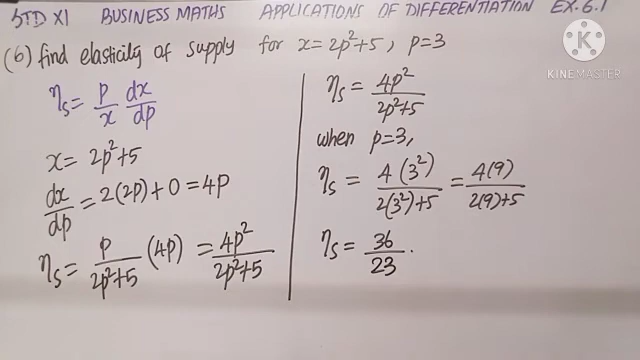 STD XI BUSINESS MATHS APPLICATIONS OF DIFFERENTIATION EX.6.1
(6) find elasticity of supply for x=2p²+5, p=3
ηs = p/x dx/dp
x = 2p²+5
dx/dp = 2(2p)+0 = 4p
ηs = p/(2p²+5) (4p) = 4p²/(2p²+5)
ηs = 4p²/(2p²+5)
when p=3,
ηs = 4(3²)/(2(3²)+5) = 4(9)/(2(9)+5)
ηs = 36/23.
KINEMASTER